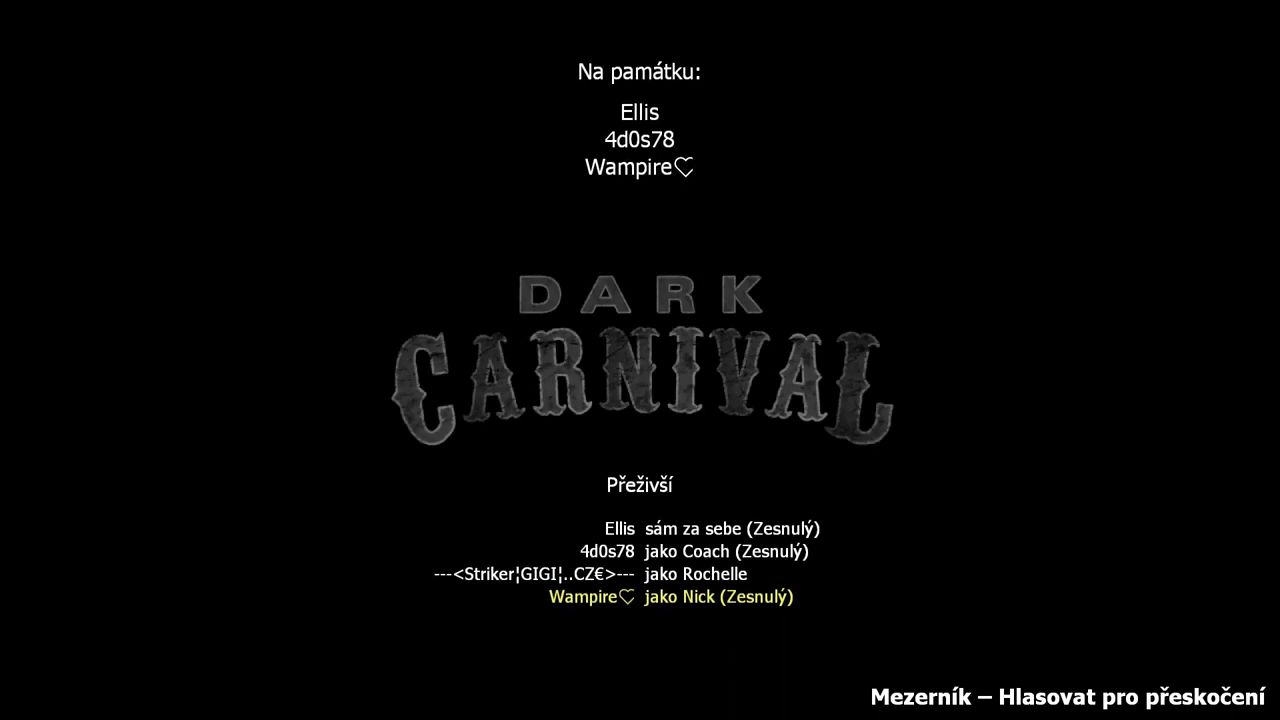 Na památku:
Ellis
4d0s78
Wampire♡
DARK
CARNIVAL
Přeživší
Ellis sám za sebe (Zesnulý)
4d0s78 jako Coach (Zesnulý)
---<Striker¦GIGI¦..CZ€>--- jako Rochelle
Wampire♡ jako Nick (Zesnulý)
Mezerník – Hlasovat pro přeskočení